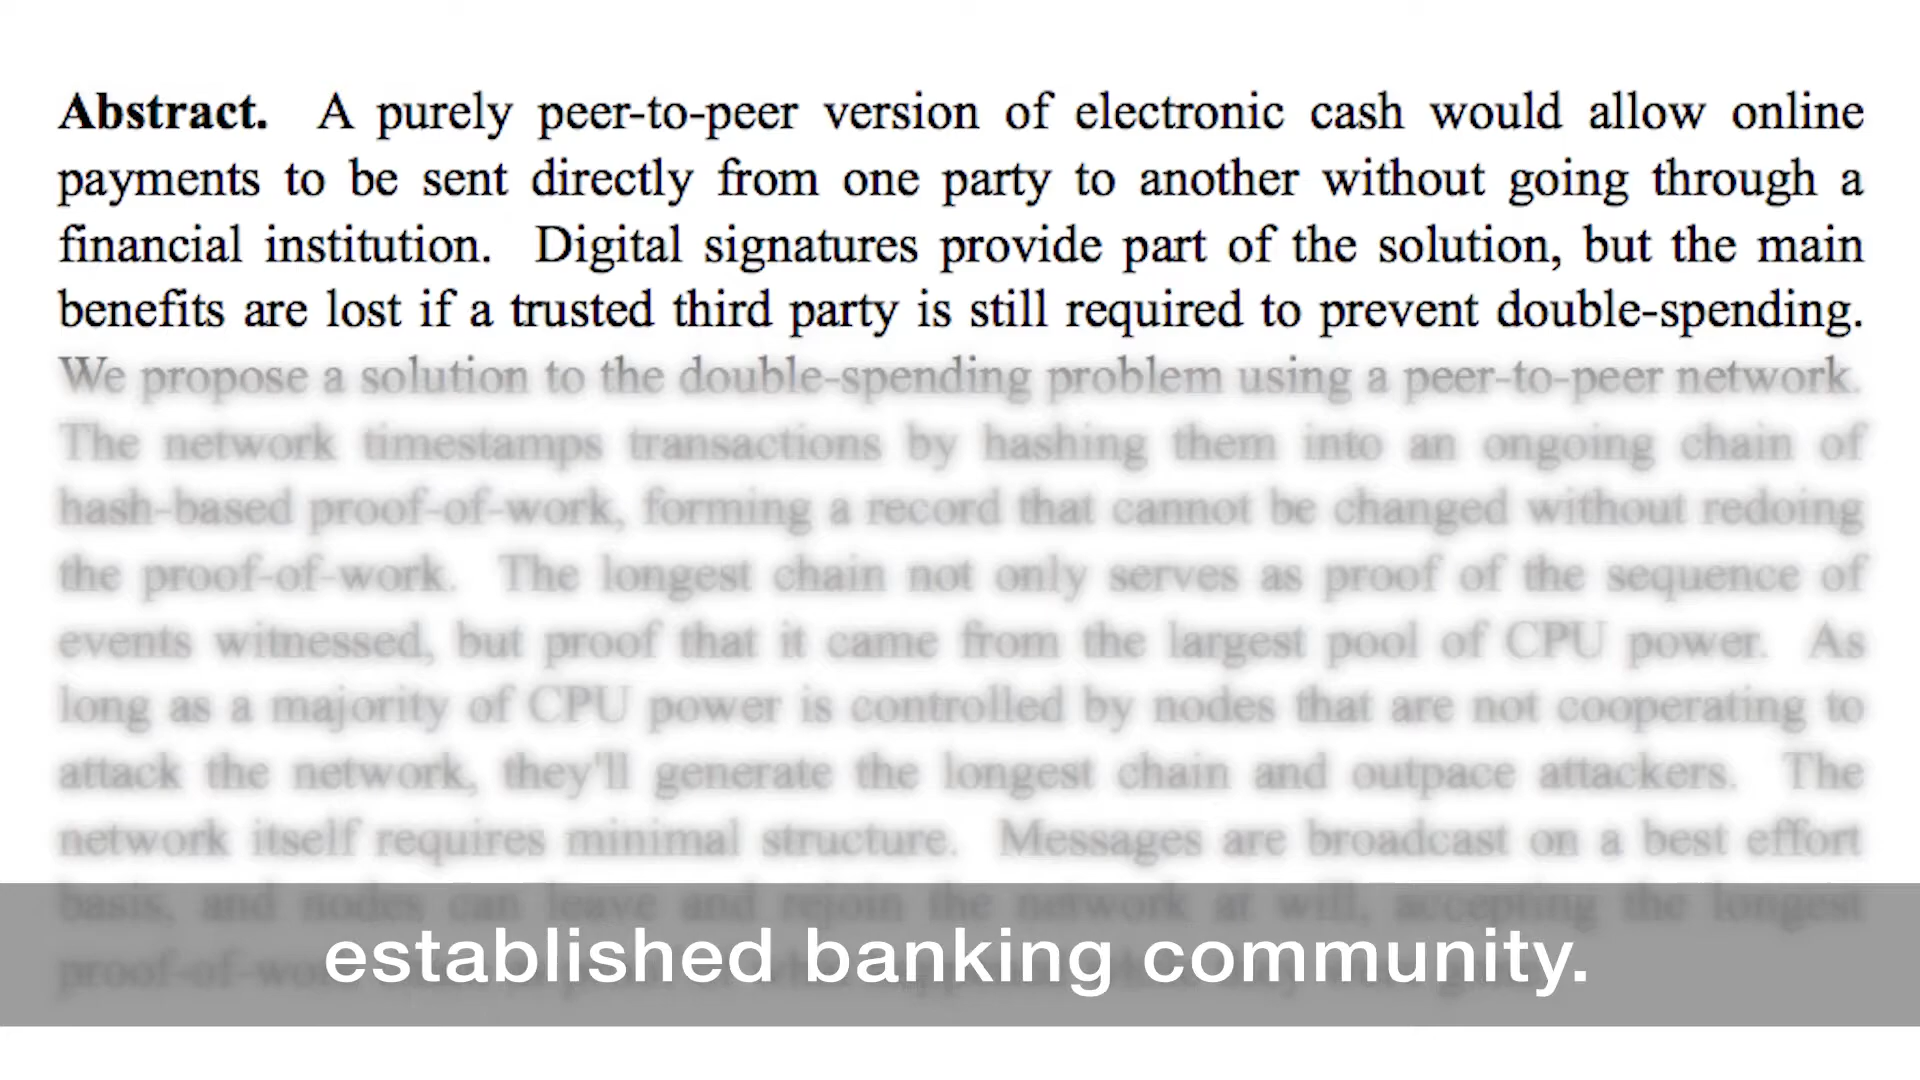 Abstract. A purely peer-to-peer version of electronic cash would allow online
payments to be sent directly from one party to another without going through a
financial institution. Digital signatures provide part of the solution, but the main
benefits are lost if a trusted third party is still required to prevent double-spending.
We propose a solution to the double-spending problem using a peer-to-peer network.
The network timestamps transactions by hashing them into an ongoing chain of
hash-based proof-of-work, forming a record that cannot be changed without redoing
the proof-of-work. The longest chain not only serves as proof of the sequence of
events witnessed, but proof that it came from the largest pool of CPU power. As
long as a majority of CPU power is controlled by nodes that are not cooperating to
attack the network, they'll generate the longest chain and outpace attackers. The
network itself requires minimal structure. Messages are broadcast on a best effort
basis, and nodes can leave and rejoin the network at will, accepting the longest
proof-of-work
established banking community.